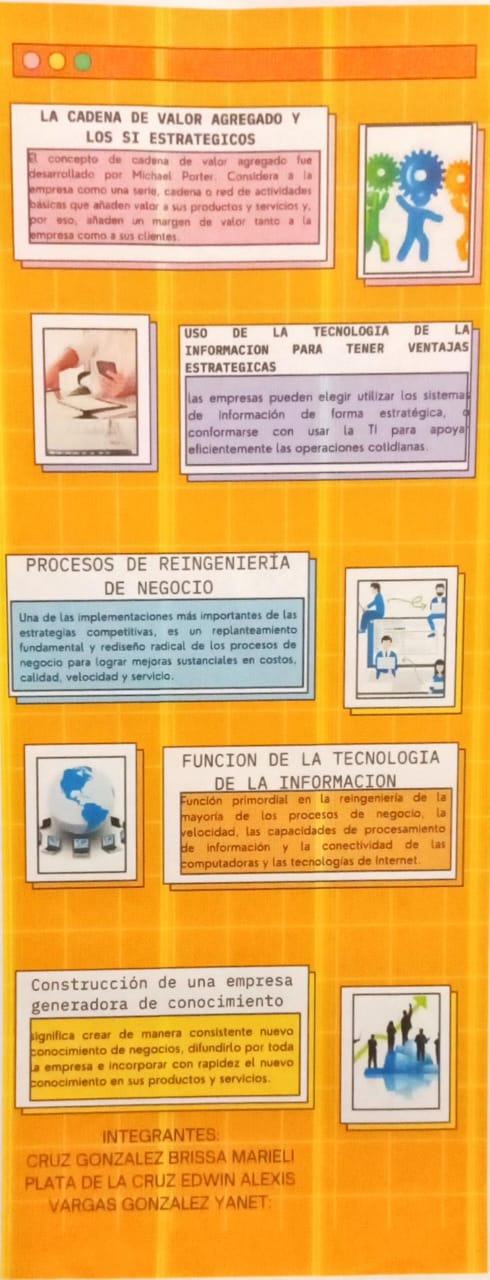 LA CADENA DE VALOR AGREGADO Y
LOS SI ESTRATEGICOS
El concepto de cadena de valor agregado fue
desarrollado por Michael Porter. Considera a la
empresa como una serie, cadena o red de actividades
básicas que añaden valor a sus productos y servicios y,
por eso, añaden un margen de valor tanto a la
empresa como a sus clientes.
USO DE LA TECNOLOGIA DE LA
INFORMACION PARA TENER VENTAJAS
ESTRATEGICAS
las empresas pueden elegir utilizar los sistemas
de información de forma estratégica, o
conformarse con usar la TI para apoyar
eficientemente las operaciones cotidianas.
PROCESOS DE REINGENIERÍA
DE NEGOCIO
Una de las implementaciones más importantes de las
estrategias competitivas, es un replanteamiento
fundamental y rediseño radical de los procesos de
negocio para lograr mejoras sustanciales en costos,
calidad, velocidad y servicio.
FUNCION DE LA TECNOLOGIA
DE LA INFORMACION
Función primordial en la reingeniería de la
mayoría de los procesos de negocio, la
velocidad, las capacidades de procesamiento
de información y la conectividad de las
computadoras y las tecnologías de Internet.
Construcción de una empresa
generadora de conocimiento
significa crear de manera consistente nuevo
conocimiento de negocios, difundirlo por toda
la empresa e incorporar con rapidez el nuevo
conocimiento en sus productos y servicios.
INTEGRANTES:
CRUZ GONZALEZ BRISSA MARIELI
PLATA DE LA CRUZ EDWIN ALEXIS
VARGAS GONZALEZ YANET: